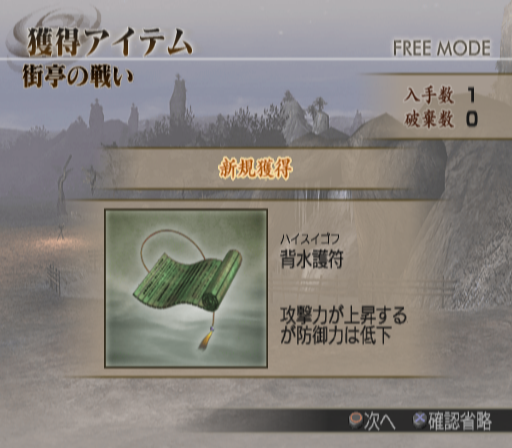 獲得アイテム
FREE MODE
街亭の戦い
入手数 1
破棄数 0
新規獲得
ハイスイゴフ
背水護符
攻撃力が上昇する
が防御力は低下
次へ 確認省略